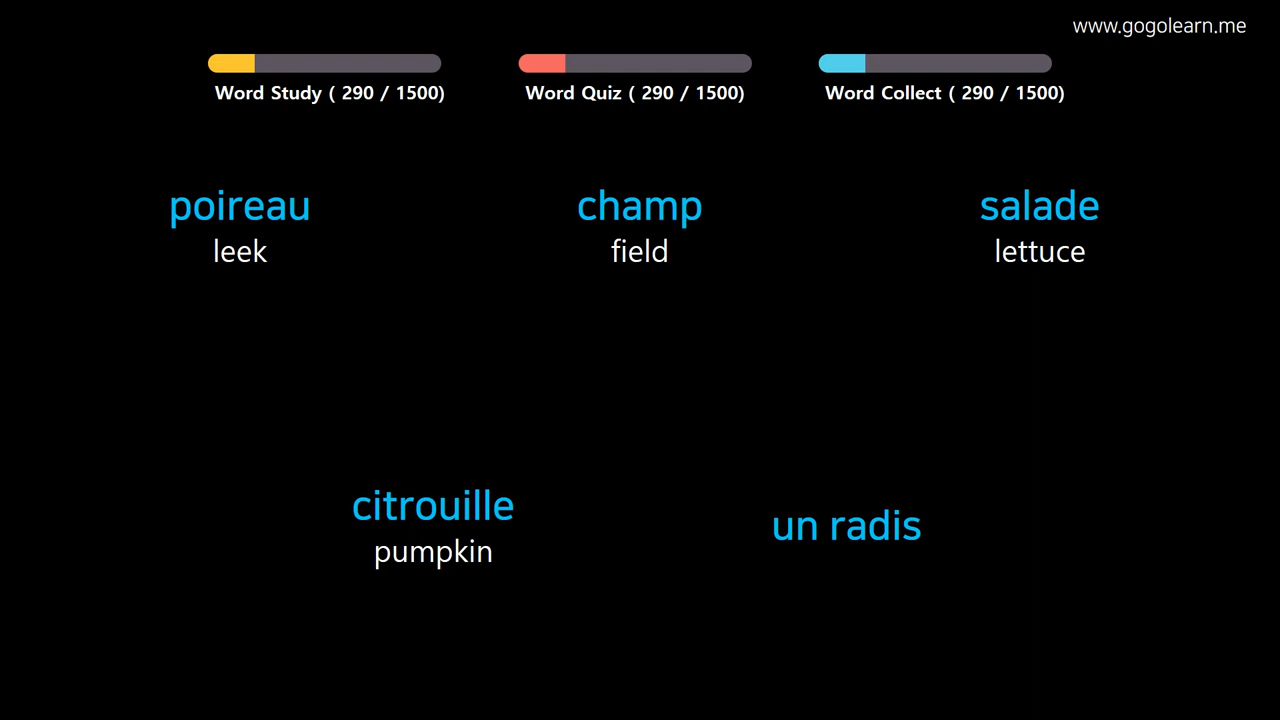 www.gogolearn.me
Word Study ( 290 / 1500)
Word Quiz ( 290 / 1500)
Word Collect ( 290 / 1500)
poireau
leek
champ
field
salade
lettuce
citrouille
pumpkin
un radis